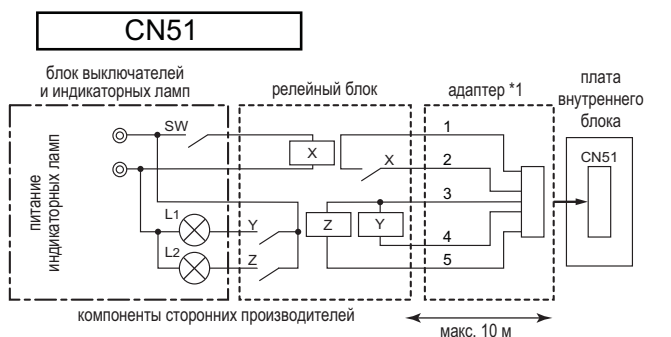 CN51
блок выключателей
и индикаторных ламп
релейный блок
адаптер *1
плата
внутреннего
блока
питание
индикаторных ламп
SW
X
X
1
2
3
4
5
CN51
L1
Y
Z
Y
L2
Z
компоненты сторонних производителей
макс. 10 м